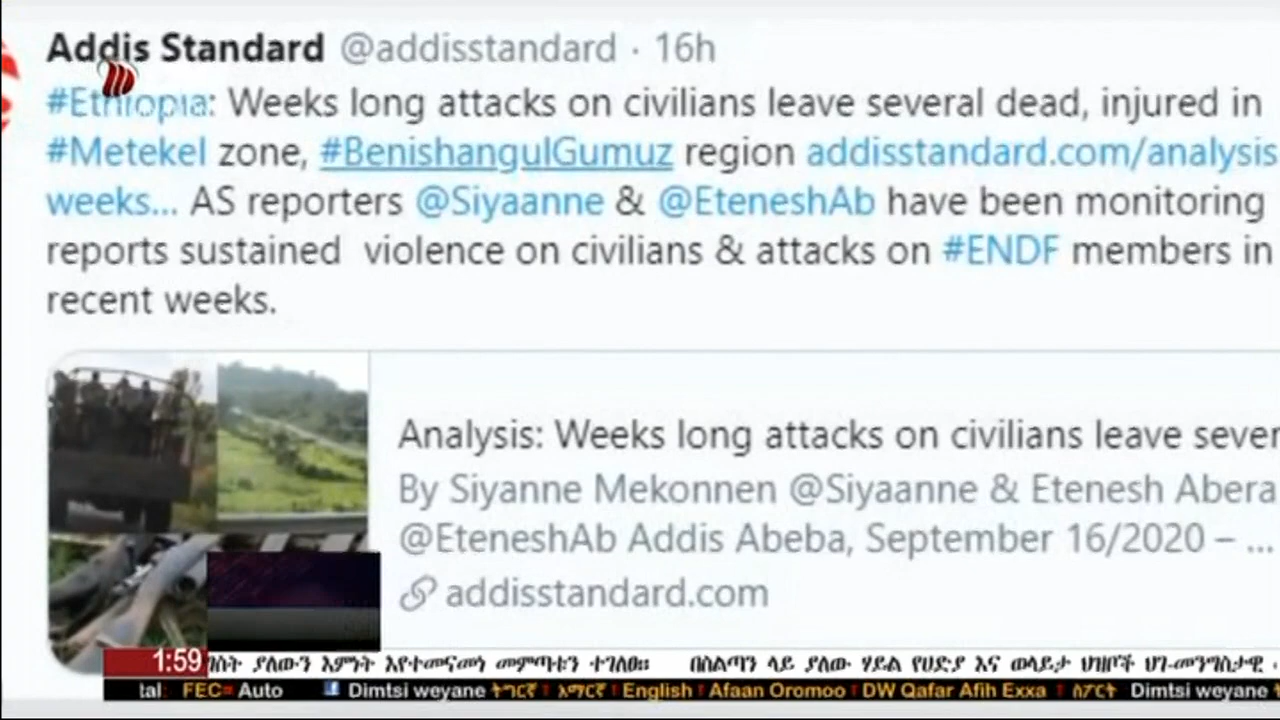 Addis Standard @addisstandard · 16h
#Ethiopia: Weeks long attacks on civilians leave several dead, injured in
#Metekel zone, #BenishangulGumuz region addisstandard.com/analysis
weeks... AS reporters @Siyaanne & @EteneshAb have been monitoring
reports sustained violence on civilians & attacks on #ENDF members in
recent weeks.
Analysis: Weeks long attacks on civilians leave sever
By Siyanne Mekonnen @Siyaanne & Etenesh Abera
@EteneshAb Addis Abeba, September 16/2020 – ...
addisstandard.com
1:59 ያለውን እምነት እየተመናመነ መምጣቱን ተገለፀ። በስልጣን ላይ ያለው ሃይል የሀድያ እና ወላይታ ህዝቦች ህገ-መንግስታዊ
tal: FEC= Auto Dimtsi weyane ትግርኛ English Afaan Oromoo DW Qafar Afih Exxa ስፖርት Dimtsi weyane